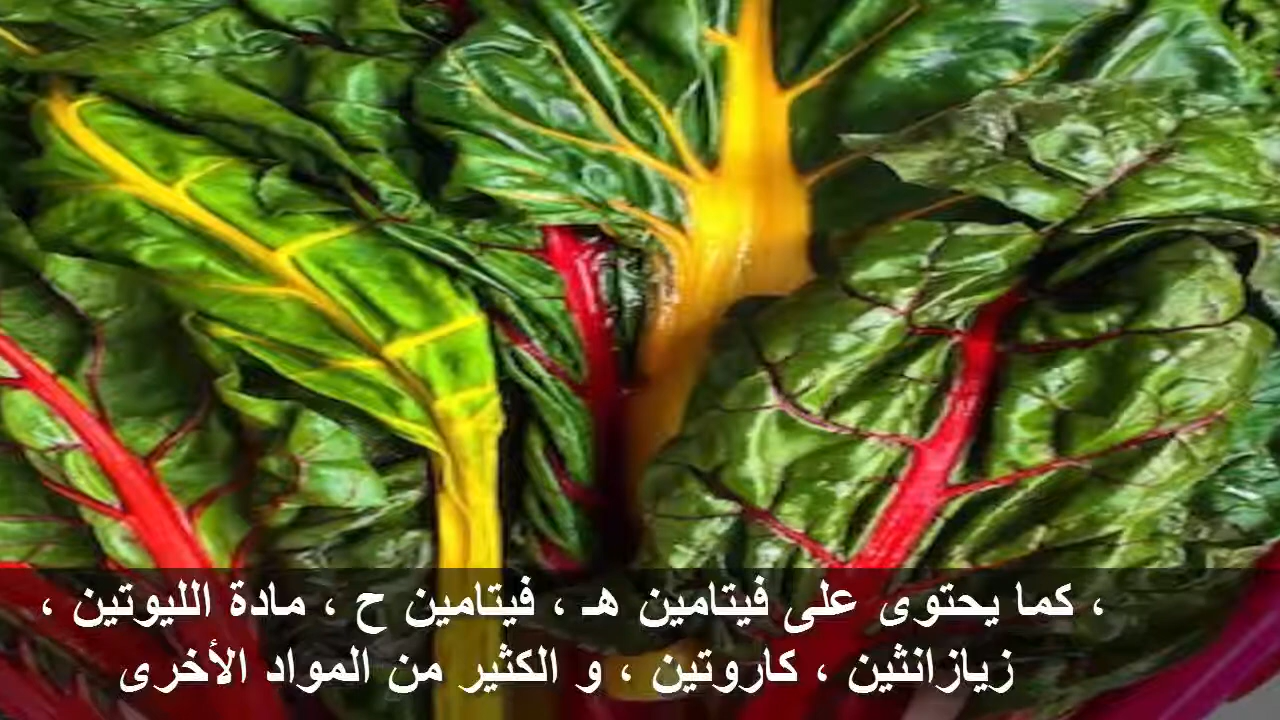 ، كما يحتوى على فيتامين هـ ، فيتامين ح ، مادة الليوتين ،
زيازانثين ، كاروتين ، و الكثير من المواد الأخرى